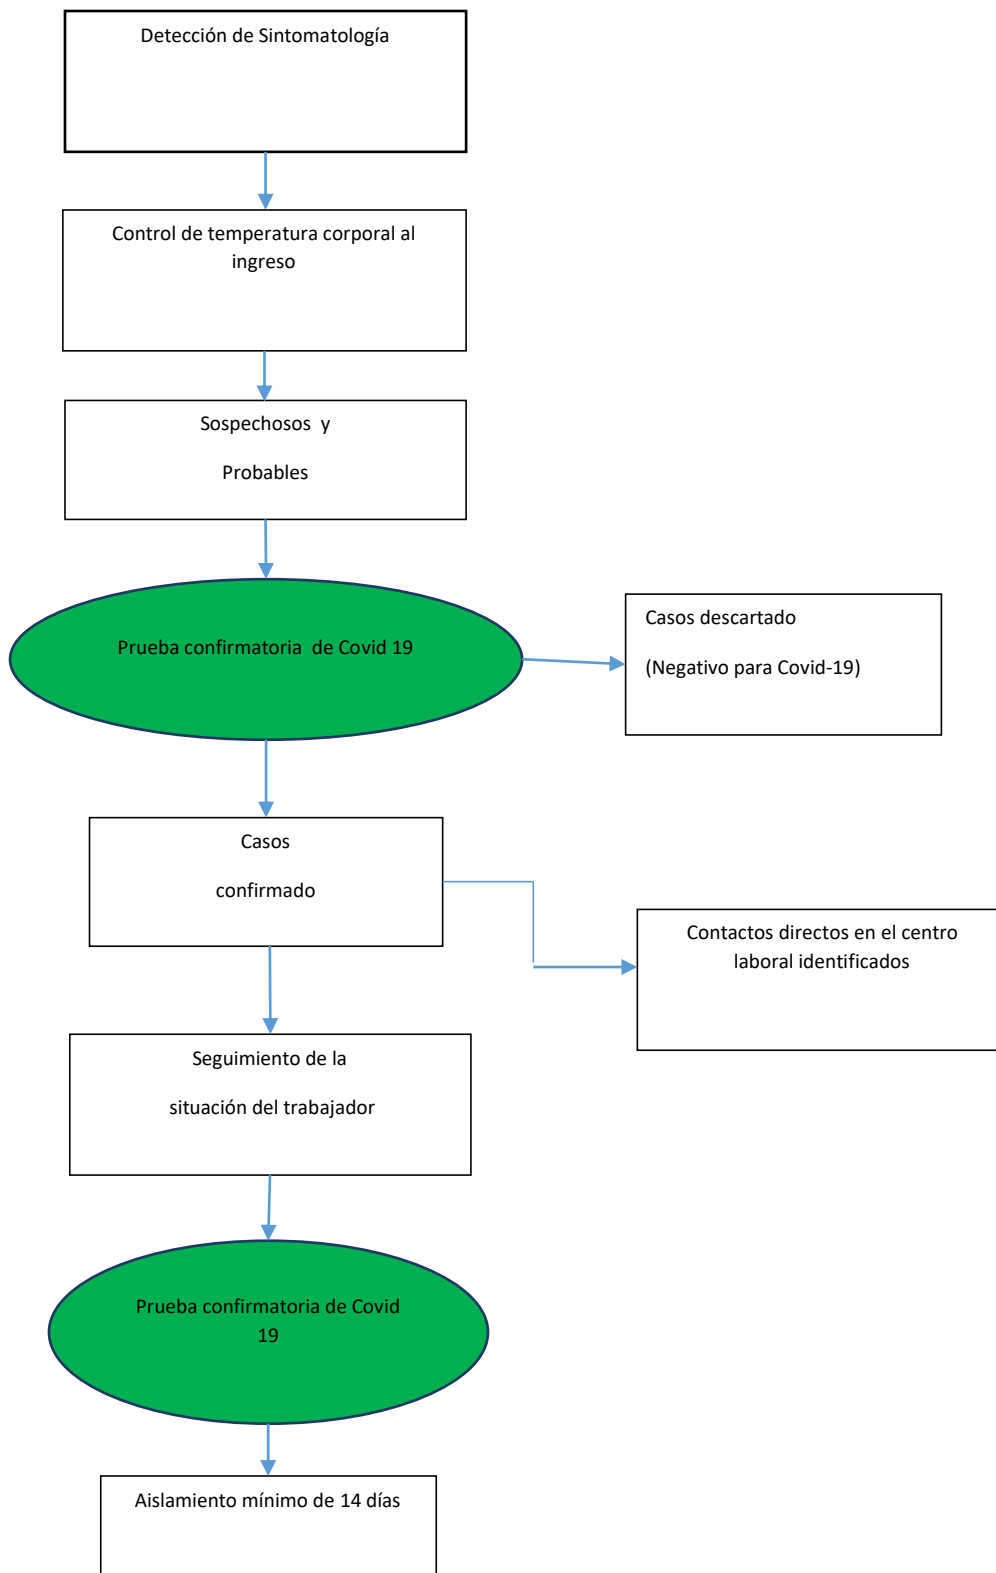 Detección de Sintomatología
Control de temperatura corporal al
ingreso
Sospechosos y
Probables
Prueba confirmatoria de Covid 19
Casos descartado
(Negativo para Covid-19)
Casos
confirmado
Contactos directos en el centro
laboral identificados
Seguimiento de la
situación del trabajador
Prueba confirmatoria de Covid
19
Aislamiento mínimo de 14 días